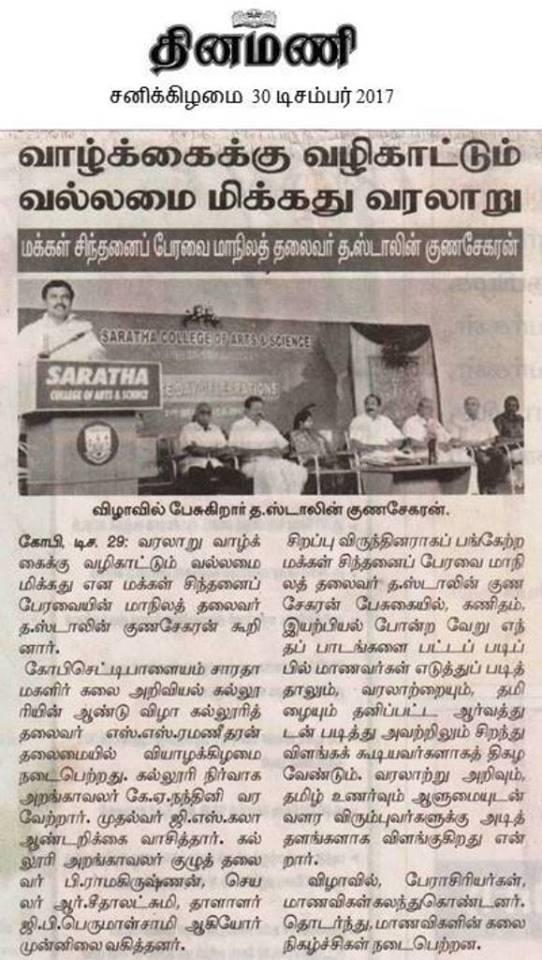 தினமணி
சனிக்கிழமை 30 டிசம்பர் 2017
வாழ்க்கைக்கு வழிகாட்டும்
வல்லமை மிக்கது வரலாறு
மக்கள் சிந்தனைப் பேரவை மாநிலத் தலைவர் த.ஸ்டாலின் குணசேகரன்
SARATHA COLLEGE OF ARTS & SCIENCE
SARATHA
COLLEGE OF ARTS & SCIENCE
விழாவில் பேசுகிறார் த.ஸ்டாலின் குணசேகரன்.
கோபி, டிச. 29: வரலாறு வாழ்க்
கைக்கு வழிகாட்டும் வல்லமை
மிக்கது என மக்கள் சிந்தனைப்
பேரவையின் மாநிலத் தலைவர்
த.ஸ்டாலின் குணசேகரன் கூறி
னார்.
கோபிசெட்டிபாளையம் சாரதா
மகளிர் கலை அறிவியல் கல்லூ
ரியின் ஆண்டு விழா கல்லூரித்
தலைவர் எஸ்.எஸ்.ரமணீதரன்
தலைமையில் வியாழக்கிழமை
நடைபெற்றது. கல்லூரி நிர்வாக
அறங்காவலர் கே.ஏ.நந்தினி வர
வேற்றார். முதல்வர் ஜி.எஸ்.கலா
ஆண்டறிக்கை வாசித்தார். கல்
லூரி அறங்காவலர் குழுத் தலை
வர் பி.ராமகிருஷ்ணன், செய
லர் ஆர்.சீதாலட்சுமி, தாளாளர்
ஜி.பி.பெருமாள்சாமி ஆகியோர்
முன்னிலை வகித்தனர்.
சிறப்பு விருந்தினராகப் பங்கேற்ற
மக்கள் சிந்தனைப் பேரவை மாநி
லத் தலைவர் த.ஸ்டாலின் குண
சேகரன் பேசுகையில், கணிதம்,
இயற்பியல் போன்ற வேறு எந்
தப் பாடங்களை பட்டப் படிப்
பில் மாணவர்கள் எடுத்துப் படித்
தாலும், வரலாற்றையும், தமி
ழையும் தனிப்பட்ட ஆர்வத்து
டன் படித்து அவற்றிலும் சிறந்து
விளங்கக் கூடியவர்களாகத் திகழ
வேண்டும். வரலாற்று அறிவும்,
தமிழ் உணர்வும் ஆளுமையுடன்
வளர விரும்புவர்களுக்கு அடித்
தளங்களாக விளங்குகிறது என்
றார்.
விழாவில், பேராசிரியர்கள்,
மாணவிகள்கலந்துகொண்டனர்.
தொடர்ந்து, மாணவிகளின் கலை
நிகழ்ச்சிகள் நடைபெற்றன.